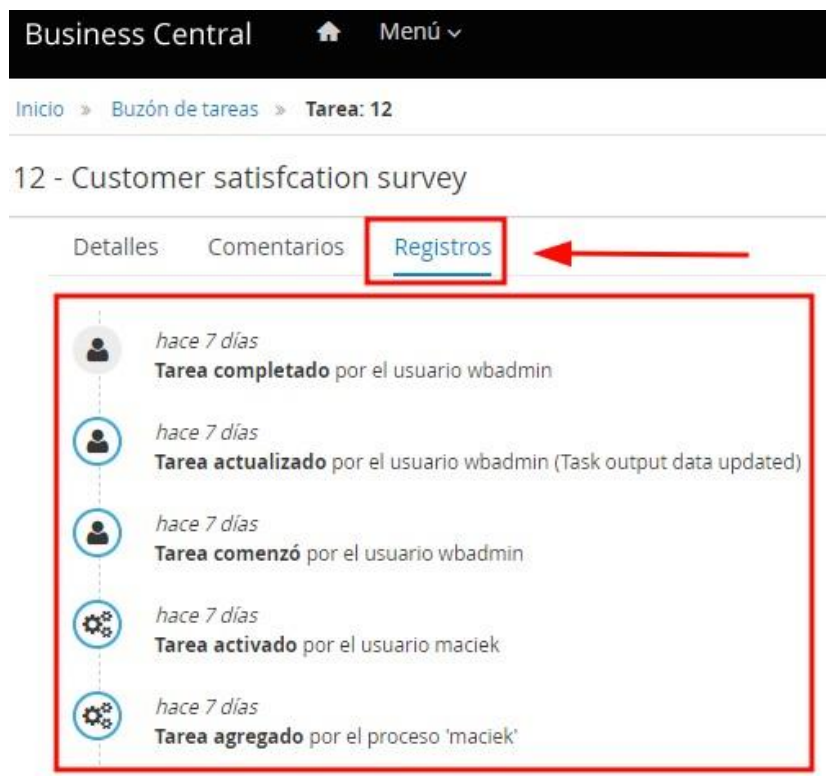 Business Central Menú
Inicio » Buzón de tareas » Tarea: 12
12 - Customer satisfcation survey
Detalles Comentarios Registros
hace 7 días
Tarea completado por el usuario wbadmin
hace 7 días
Tarea actualizado por el usuario wbadmin (Task output data updated)
hace 7 días
Tarea comenzó por el usuario wbadmin
hace 7 días
Tarea activado por el usuario maciek
hace 7 días
Tarea agregado por el proceso 'maciek'